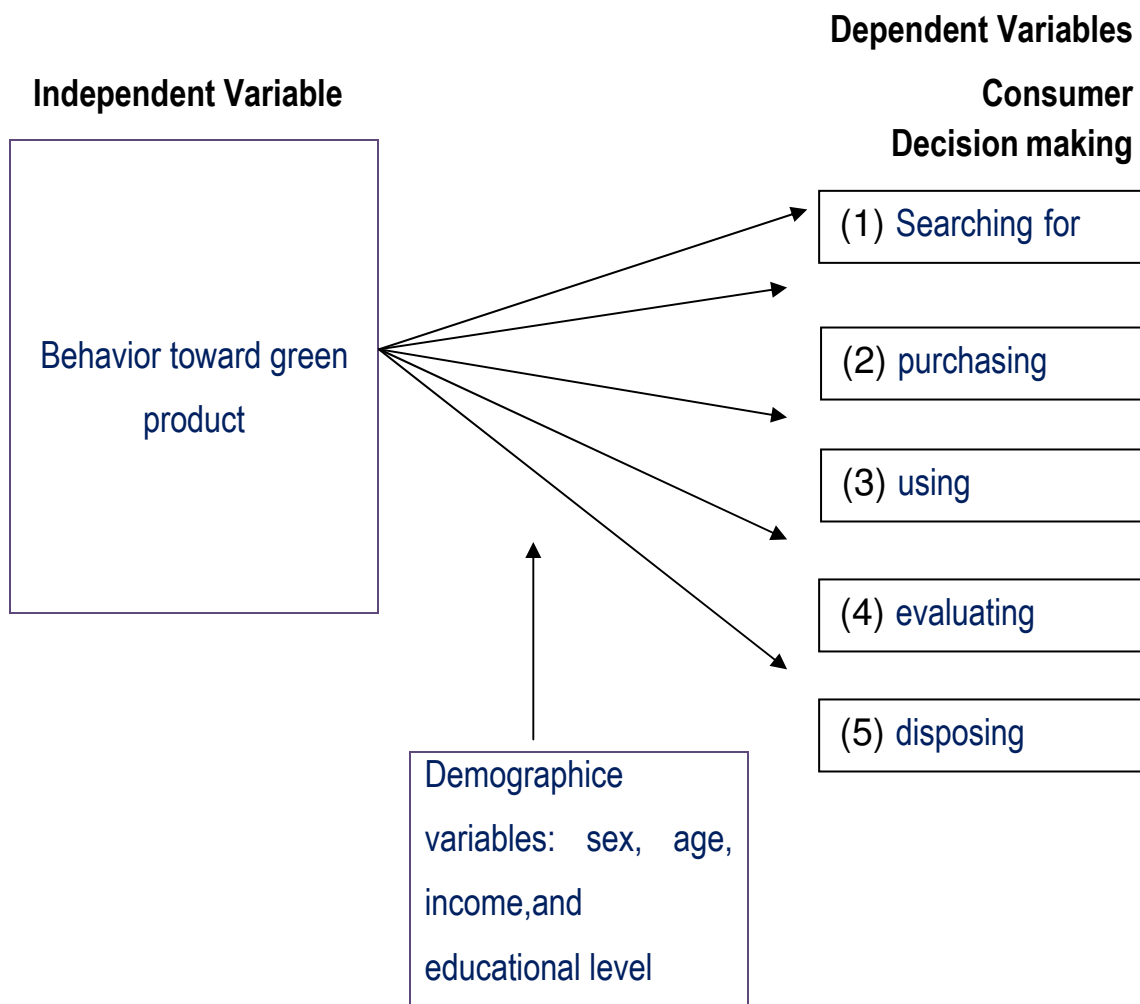 Dependent Variables
Independent Variable
Consumer
Decision making
(1) Searching for
Behavior toward green
product
(2) purchasing
(3) using
(4) evaluating
(5) disposing
Demographice
variables: sex, age,
income,and
educational level